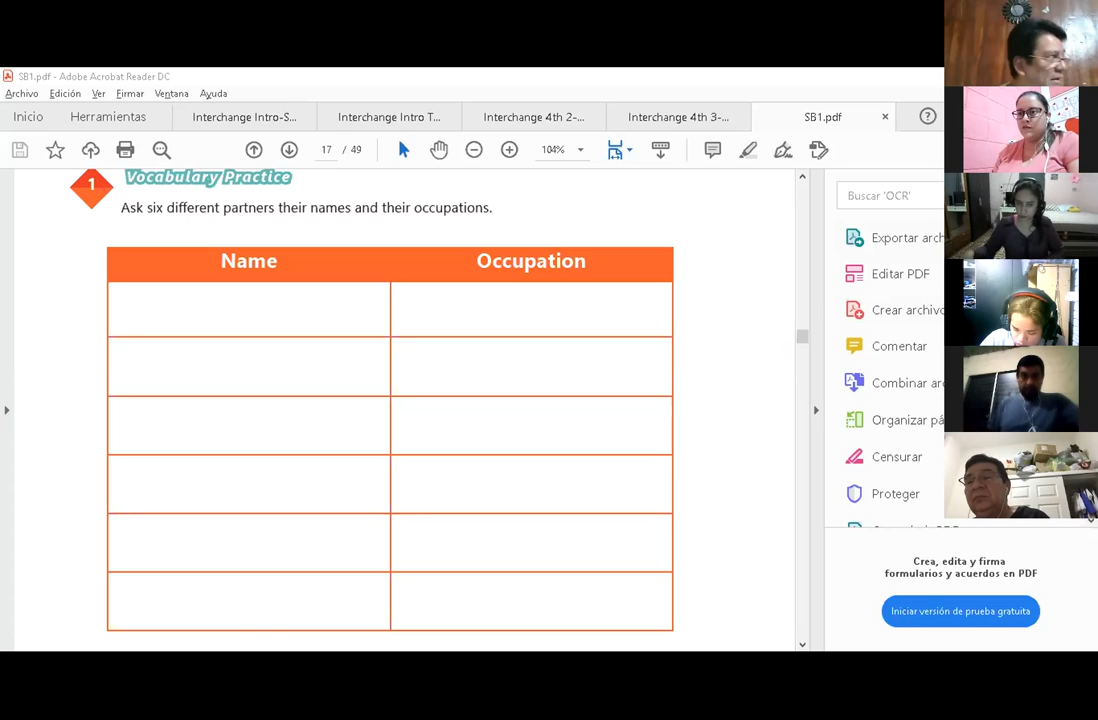 SB1.pdf - Adobe Acrobat Reader DC
Archivo Edición Ver Firmar Ventana Ayuda
Inicio Herramientas Interchange Intro-S... Interchange Intro T... Interchange 4th 2-... Interchange 4th 3-... SB1.pdf
17 / 49 104%
1 Vocabulary Practice
Ask six different partners their names and their occupations.
Name Occupation
Buscar 'OCR'
Exportar arch
Editar PDF
Crear archivo
Comentar
Combinar arc
Organizar pá
Censurar
Proteger
Crea, edita y firma
formularios y acuerdos en PDF
Iniciar versión de prueba gratuita